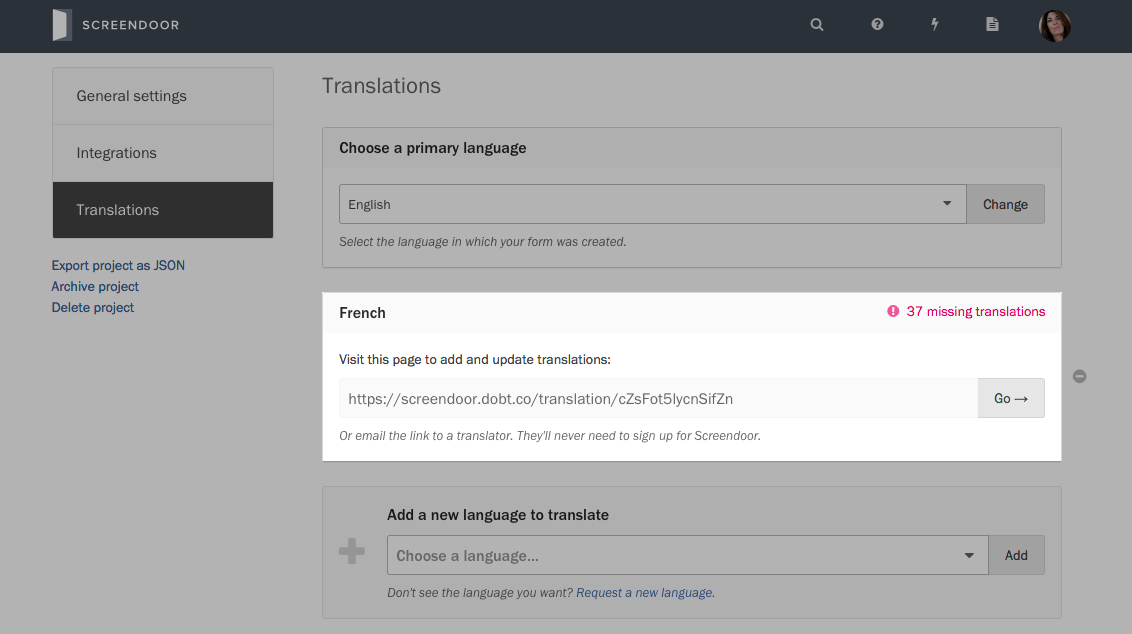 SCREENDOOR
General settings
Integrations
Translations
Export project as JSON
Archive project
Delete project
Translations
Choose a primary language
English
Change
Select the language in which your form was created.
French
37 missing translations
Visit this page to add and update translations:
https://screendoor.dobt.co/translation/cZsFot5IycnSifZn
Go →
Or email the link to a translator. They'll never need to sign up for Screendoor.
Add a new language to translate
Choose a language...
Add
Don't see the language you want? Request a new language.